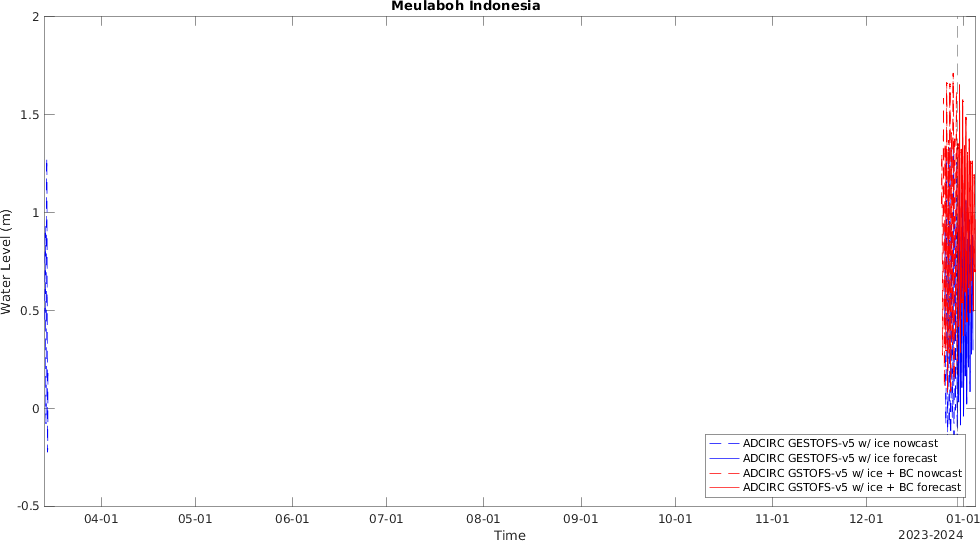 Meulaboh Indonesia
2
1.5
1
0.5
0
-0.5
Water Level (m)
ADCIRC GESTOFS-v5 w/ ice nowcast
ADCIRC GESTOFS-v5 w/ ice forecast
ADCIRC GSTOFS-v5 w/ ice + BC nowcast
ADCIRC GSTOFS-v5 w/ ice + BC forecast
04-01 05-01 06-01 07-01 08-01 09-01 10-01 11-01 12-01 01-01
Time
2023-2024